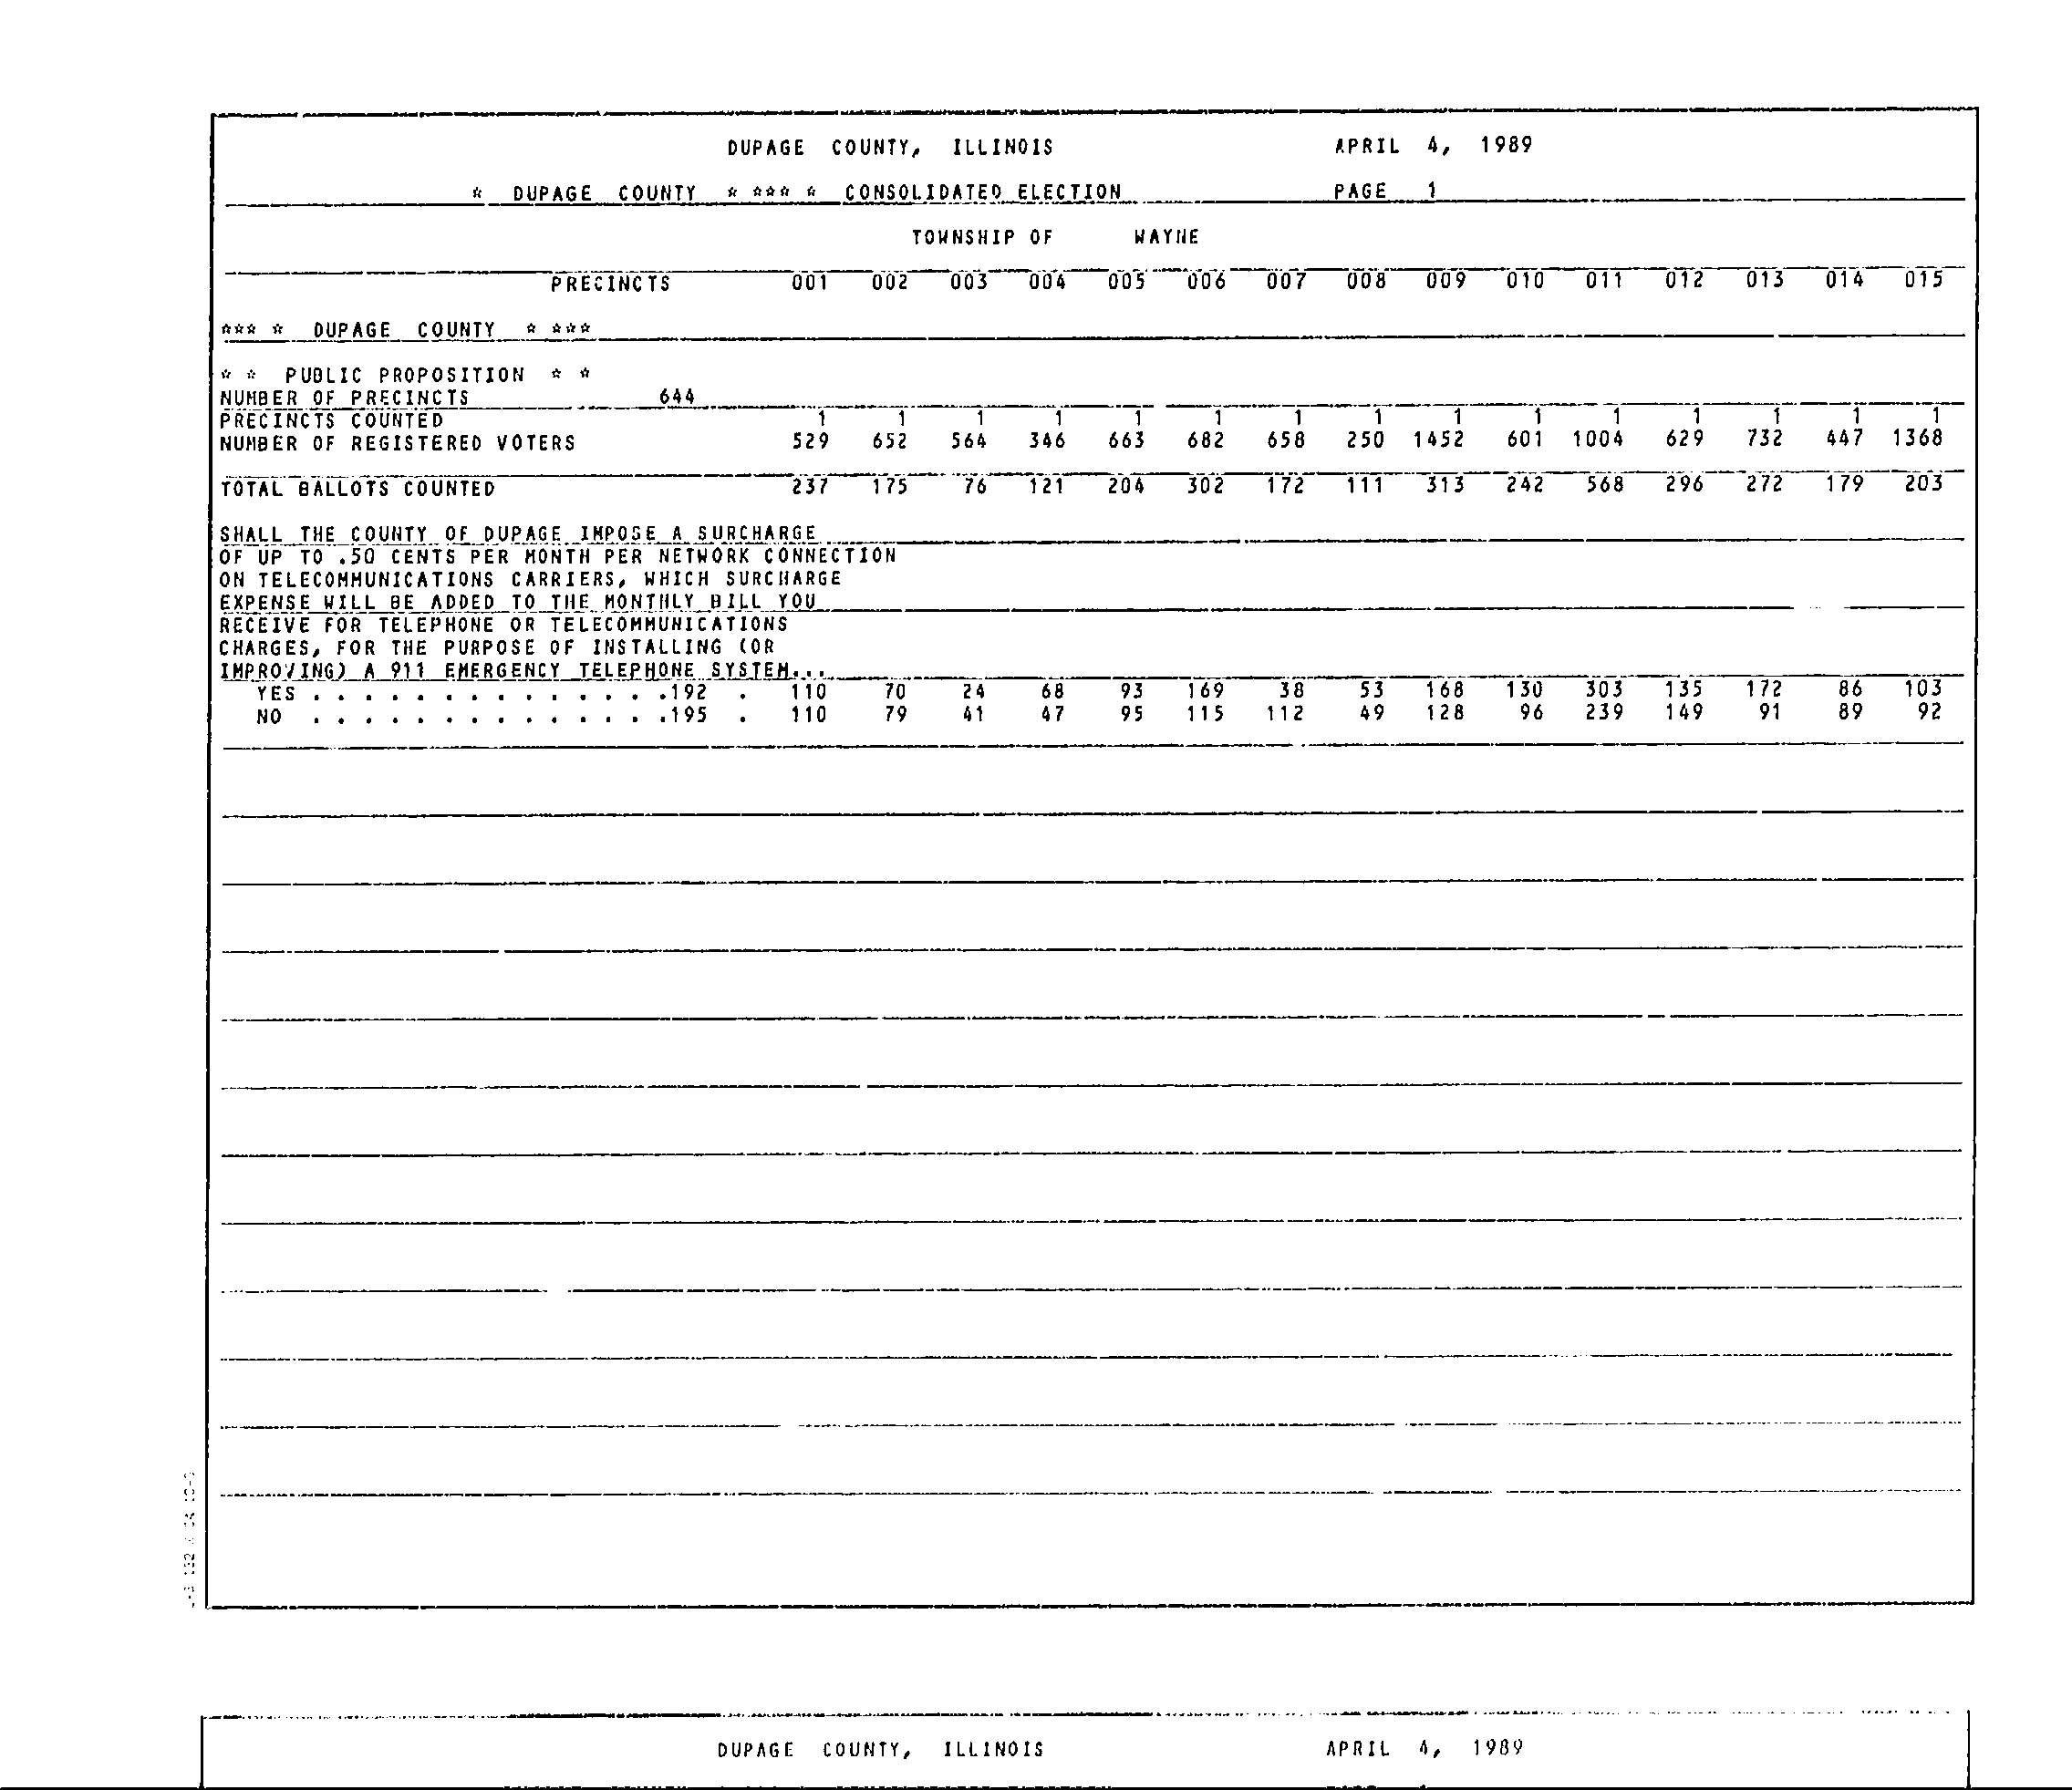 DUPAGE COUNTY, ILLINOIS APRIL 4, 1989
* DUPAGE COUNTY * *** * CONSOLIDATED ELECTION PAGE 1
TOWNSHIP OF WAYNE
PRECINCTS 001 002 003 004 005 006 007 008 009 010 011 012 013 014 015
*** * DUPAGE COUNTY * ***
* * PUBLIC PROPOSITION * *
NUMBER OF PRECINCTS 644
PRECINCTS COUNTED 1 1 1 1 1 1 1 1 1 1 1 1 1 1 1
NUMBER OF REGISTERED VOTERS 529 652 564 346 663 682 658 250 1452 601 1004 629 732 447 1368
TOTAL BALLOTS COUNTED 237 175 76 121 204 302 172 111 313 242 568 296 272 179 203
SHALL THE COUNTY OF DUPAGE IMPOSE A SURCHARGE
OF UP TO .50 CENTS PER MONTH PER NETWORK CONNECTION
ON TELECOMMUNICATIONS CARRIERS, WHICH SURCHARGE
EXPENSE WILL BE ADDED TO THE MONTHLY BILL YOU
RECEIVE FOR TELEPHONE OR TELECOMMUNICATIONS
CHARGES, FOR THE PURPOSE OF INSTALLING (OR
IMPROVING) A 911 EMERGENCY TELEPHONE SYSTEM...
YES . . . . . . . . . . . . . .192 . 110 70 24 68 93 169 38 53 168 130 303 135 172 86 103
NO . . . . . . . . . . . . . .195 . 110 79 41 47 95 115 112 49 128 96 239 149 91 89 92
DUPAGE COUNTY, ILLINOIS APRIL 4, 1989